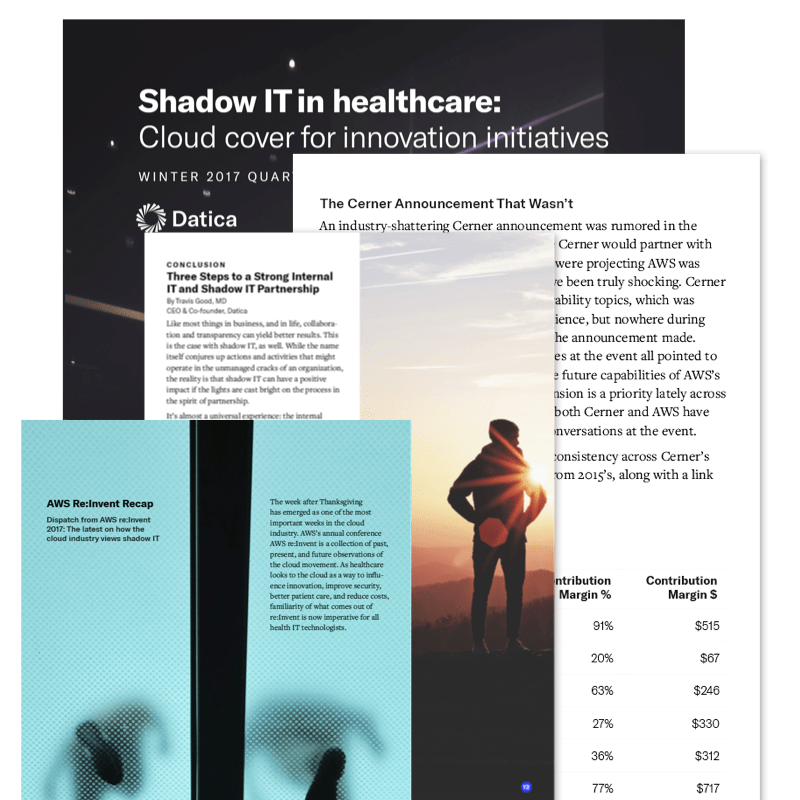 Shadow IT in healthcare:
Cloud cover for innovation initiatives
WINTER 2017 QUAR
Datica
The Cerner Announcement That Wasn't
An industry-shattering Cerner announcement was rumored in the
Cerner would partner with
were projecting AWS was
e been truly shocking. Cerner
ability topics, which was
ience, but nowhere during
he announcement made.
es at the event all pointed to
e future capabilities of AWS's
nsion is a priority lately across
both Cerner and AWS have
onversations at the event.
consistency across Cerner's
om 2015's, along with a link
ntribution Contribution
Margin % Margin $
91% $515
20% $67
63% $246
27% $330
36% $312
77% $717
CONCLUSION
Three Steps to a Strong Internal
IT and Shadow IT Partnership
By Travis Good, MD
CEO & Co-founder, Datica
Like most things in business, and in life, collabora-
tion and transparency can yield better results. This
is the case with shadow IT, as well. While the name
itself conjures up actions and activities that might
operate in the unmanaged cracks of an organization,
the reality is that shadow IT can have a positive
impact if the lights are cast bright on the process in
the spirit of partnership.
It's almost a universal experience: the internal
AWS Re:Invent Recap
Dispatch from AWS re:Invent
2017: The latest on how the
cloud industry views shadow IT
The week after Thanksgiving
has emerged as one of the most
important weeks in the cloud
industry. AWS's annual conference
AWS re:Invent is a collection of past,
present, and future observations of
the cloud movement. As healthcare
looks to the cloud as a way to influ-
ence innovation, improve security,
better patient care, and reduce costs,
familiarity of what comes out of
re:Invent is now imperative for all
health IT technologists.